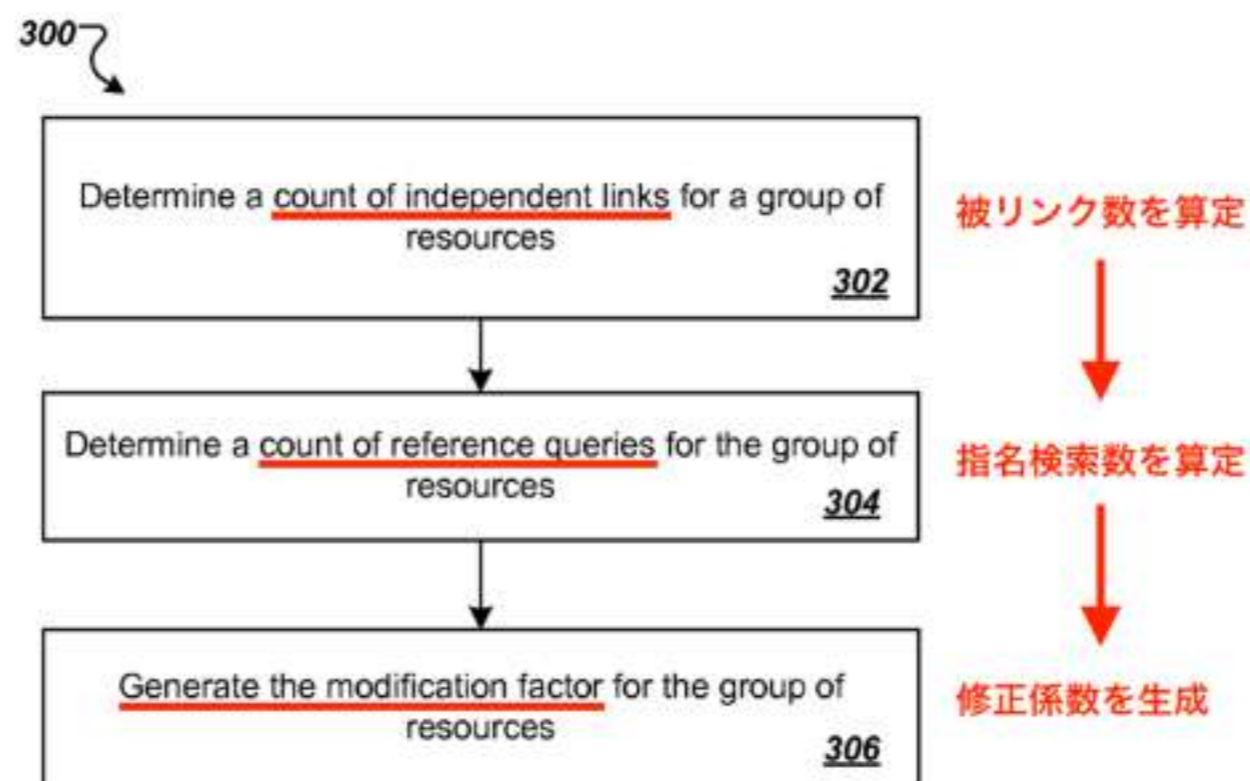 300
Determine a count of independent links for a group of
resources
302
被リンク数を算定
Determine a count of reference queries for the group of
resources
304
指名検索数を算定
Generate the modification factor for the group of
resources
306
修正係数を生成